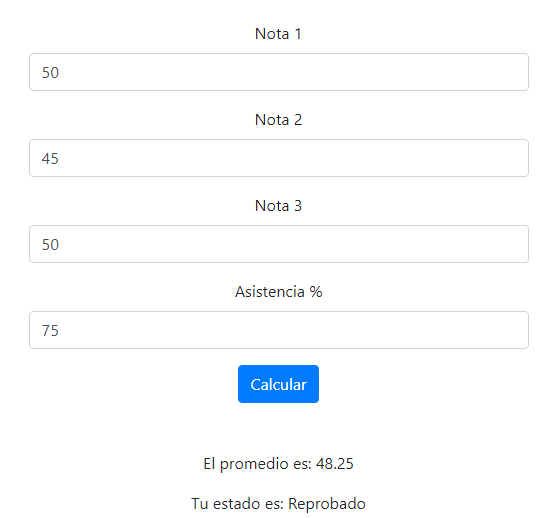 Nota 1
50
Nota 2
45
Nota 3
50
Asistencia %
75
Calcular
El promedio es: 48.25
Tu estado es: Reprobado